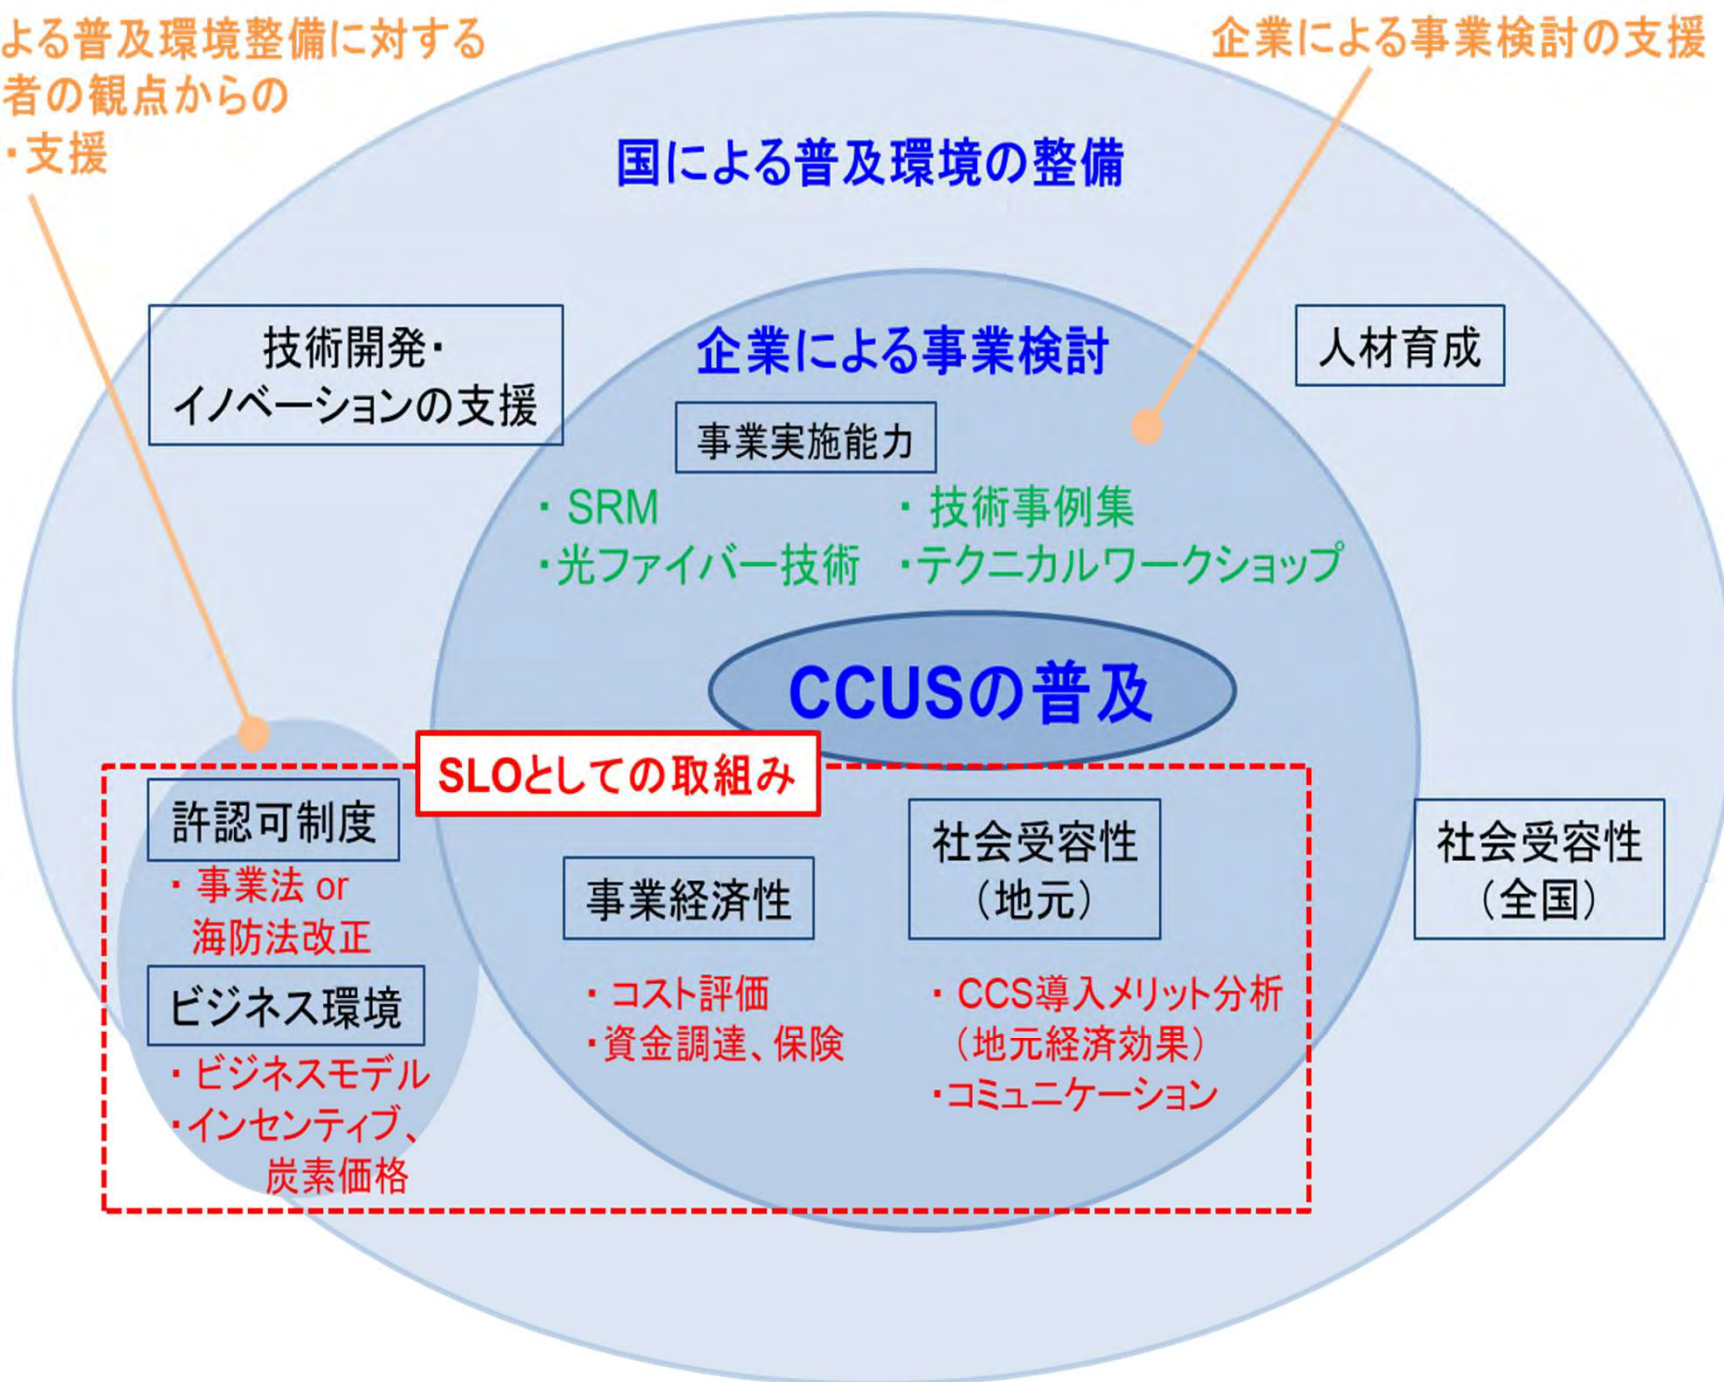 よる普及環境整備に対する
者の観点からの
・支援
企業による事業検討の支援
国による普及環境の整備
技術開発・
イノベーションの支援
企業による事業検討
人材育成
事業実施能力
・ SRM
・光ファイバー技術
・ 技術事例集
・テクニカルワークショップ
CCUSの普及
SLOとしての取組み
許認可制度
・ 事業法 or
海防法改正
ビジネス環境
・ ビジネスモデル
・インセンティブ、
炭素価格
事業経済性
・ コスト評価
・資金調達、保険
社会受容性
（地元）
・ CCS導入メリット分析
（地元経済効果）
・コミュニケーション
社会受容性
（全国）